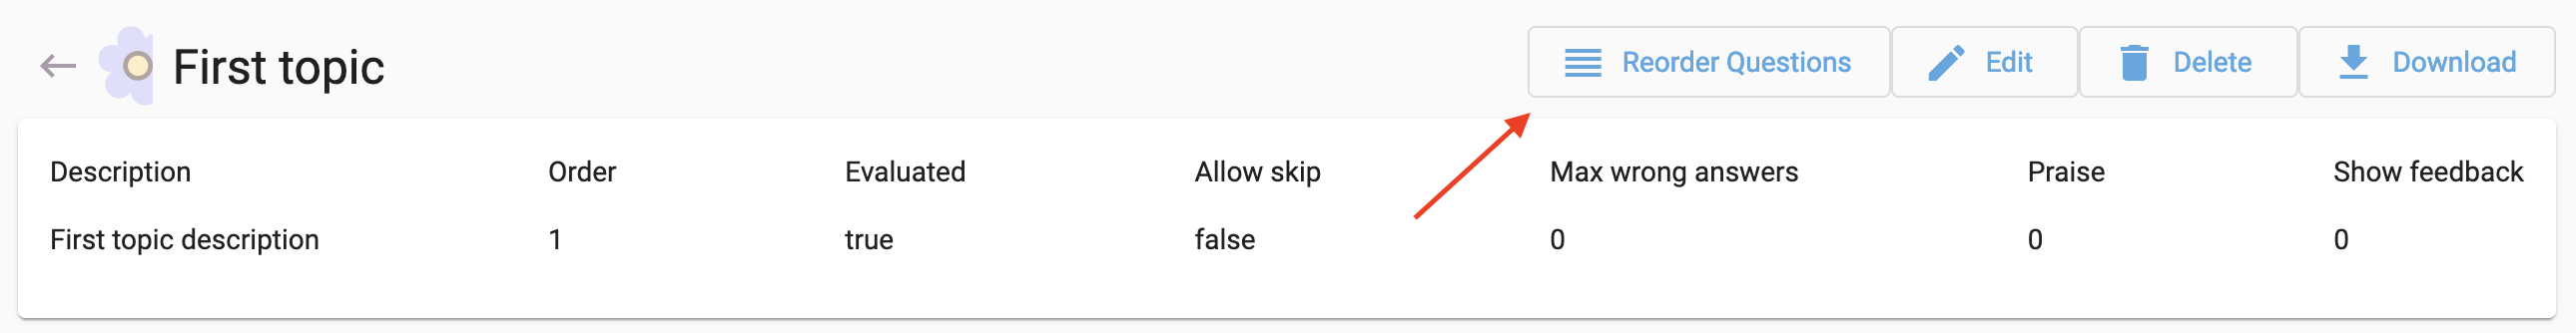 First topic
Reorder Questions Edit Delete Download
Description Order Evaluated Allow skip Max wrong answers Praise Show feedback
First topic description 1 true false 0 0 0